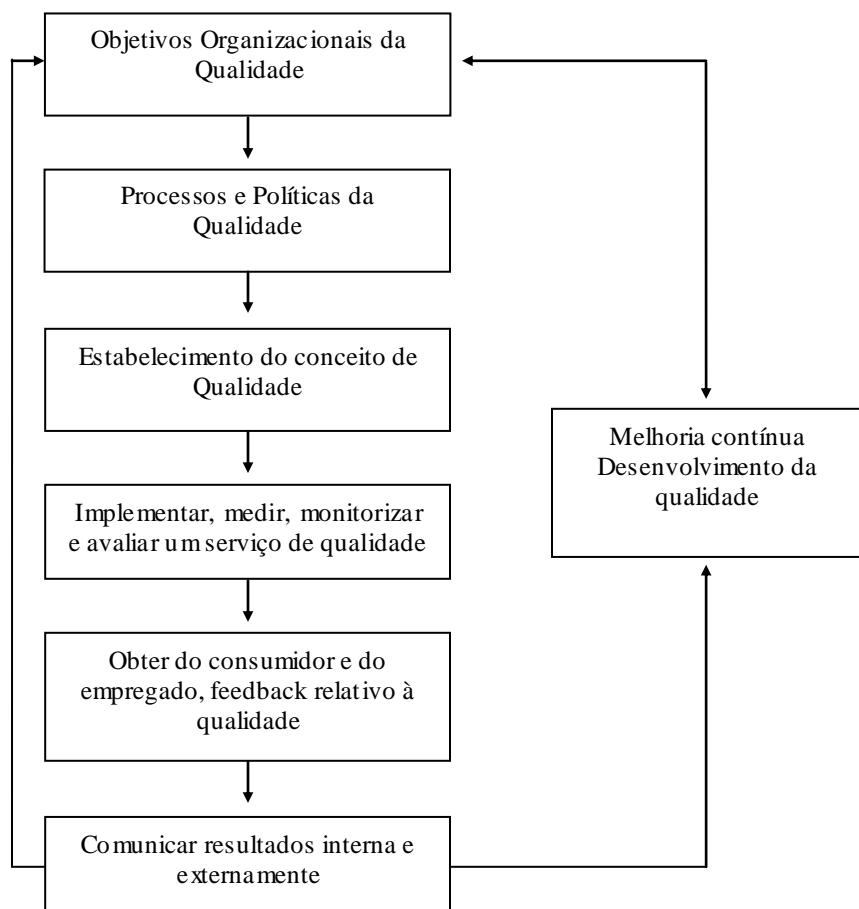 Objetivos Organizacionais da
Qualidade
Processos e Políticas da
Qualidade
Estabelecimento do conceito de
Qualidade
Implementar, medir, monitorizar
e avaliar um serviço de qualidade
Obter do consumidor e do
empregado, feedback relativo à
qualidade
Comunicar resultados interna e
externamente
Melhoria contínua
Desenvolvimento da
qualidade